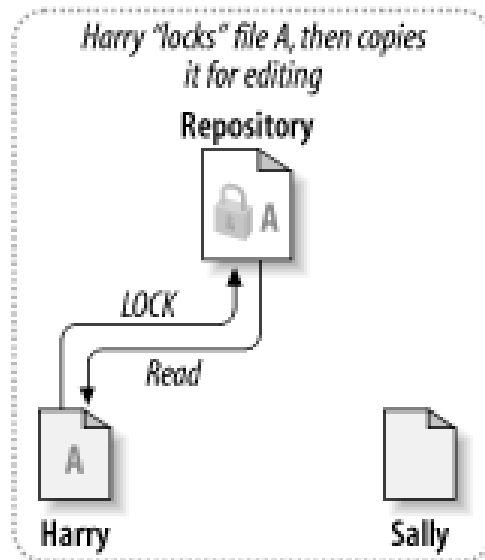 Harry “locks” file A, then copies
it for editing
Repository
A
LOCK
Read
A
Harry
Sally